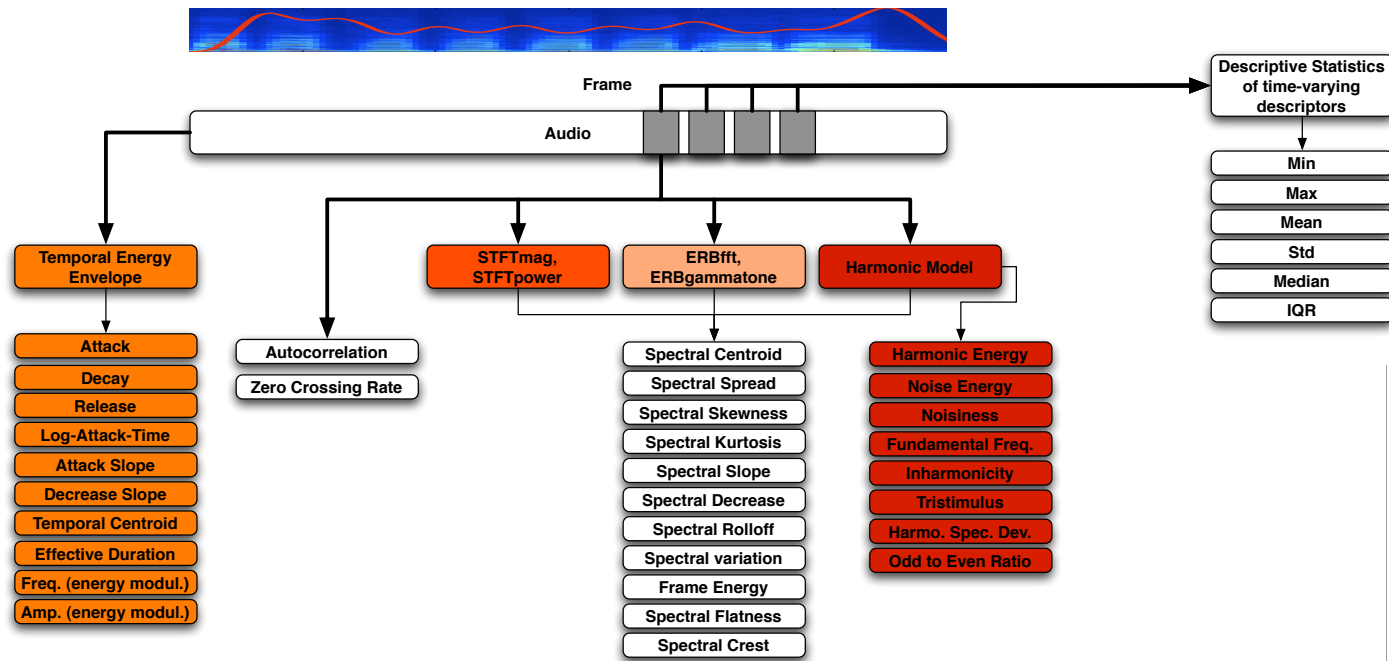 Frame
Audio
Descriptive Statistics
of time-varying
descriptors
Min
Max
Mean
Std
Median
IQR
Temporal Energy
Envelope
Attack
Decay
Release
Log-Attack-Time
Attack Slope
Decrease Slope
Temporal Centroid
Effective Duration
Freq. (energy modul.)
Amp. (energy modul.)
Autocorrelation
Zero Crossing Rate
STFTmag,
STFTpower
ERBfft,
ERBgammatone
Harmonic Model
Spectral Centroid
Spectral Spread
Spectral Skewness
Spectral Kurtosis
Spectral Slope
Spectral Decrease
Spectral Rolloff
Spectral variation
Frame Energy
Spectral Flatness
Spectral Crest
Harmonic Energy
Noise Energy
Noisiness
Fundamental Freq.
Inharmonicity
Tristimulus
Harmo. Spec. Dev.
Odd to Even Ratio